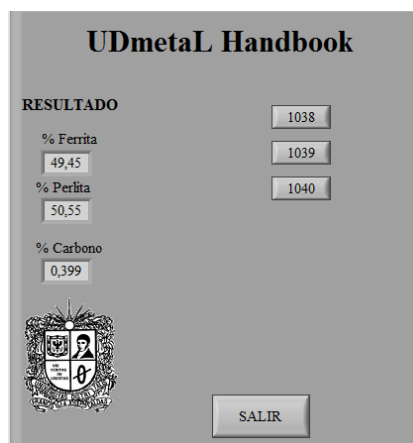 UDmetaL Handbook
RESULTADO
% Ferrita
49,45
% Perlita
50,55
% Carbono
0,399
1038
1039
1040
SALIR